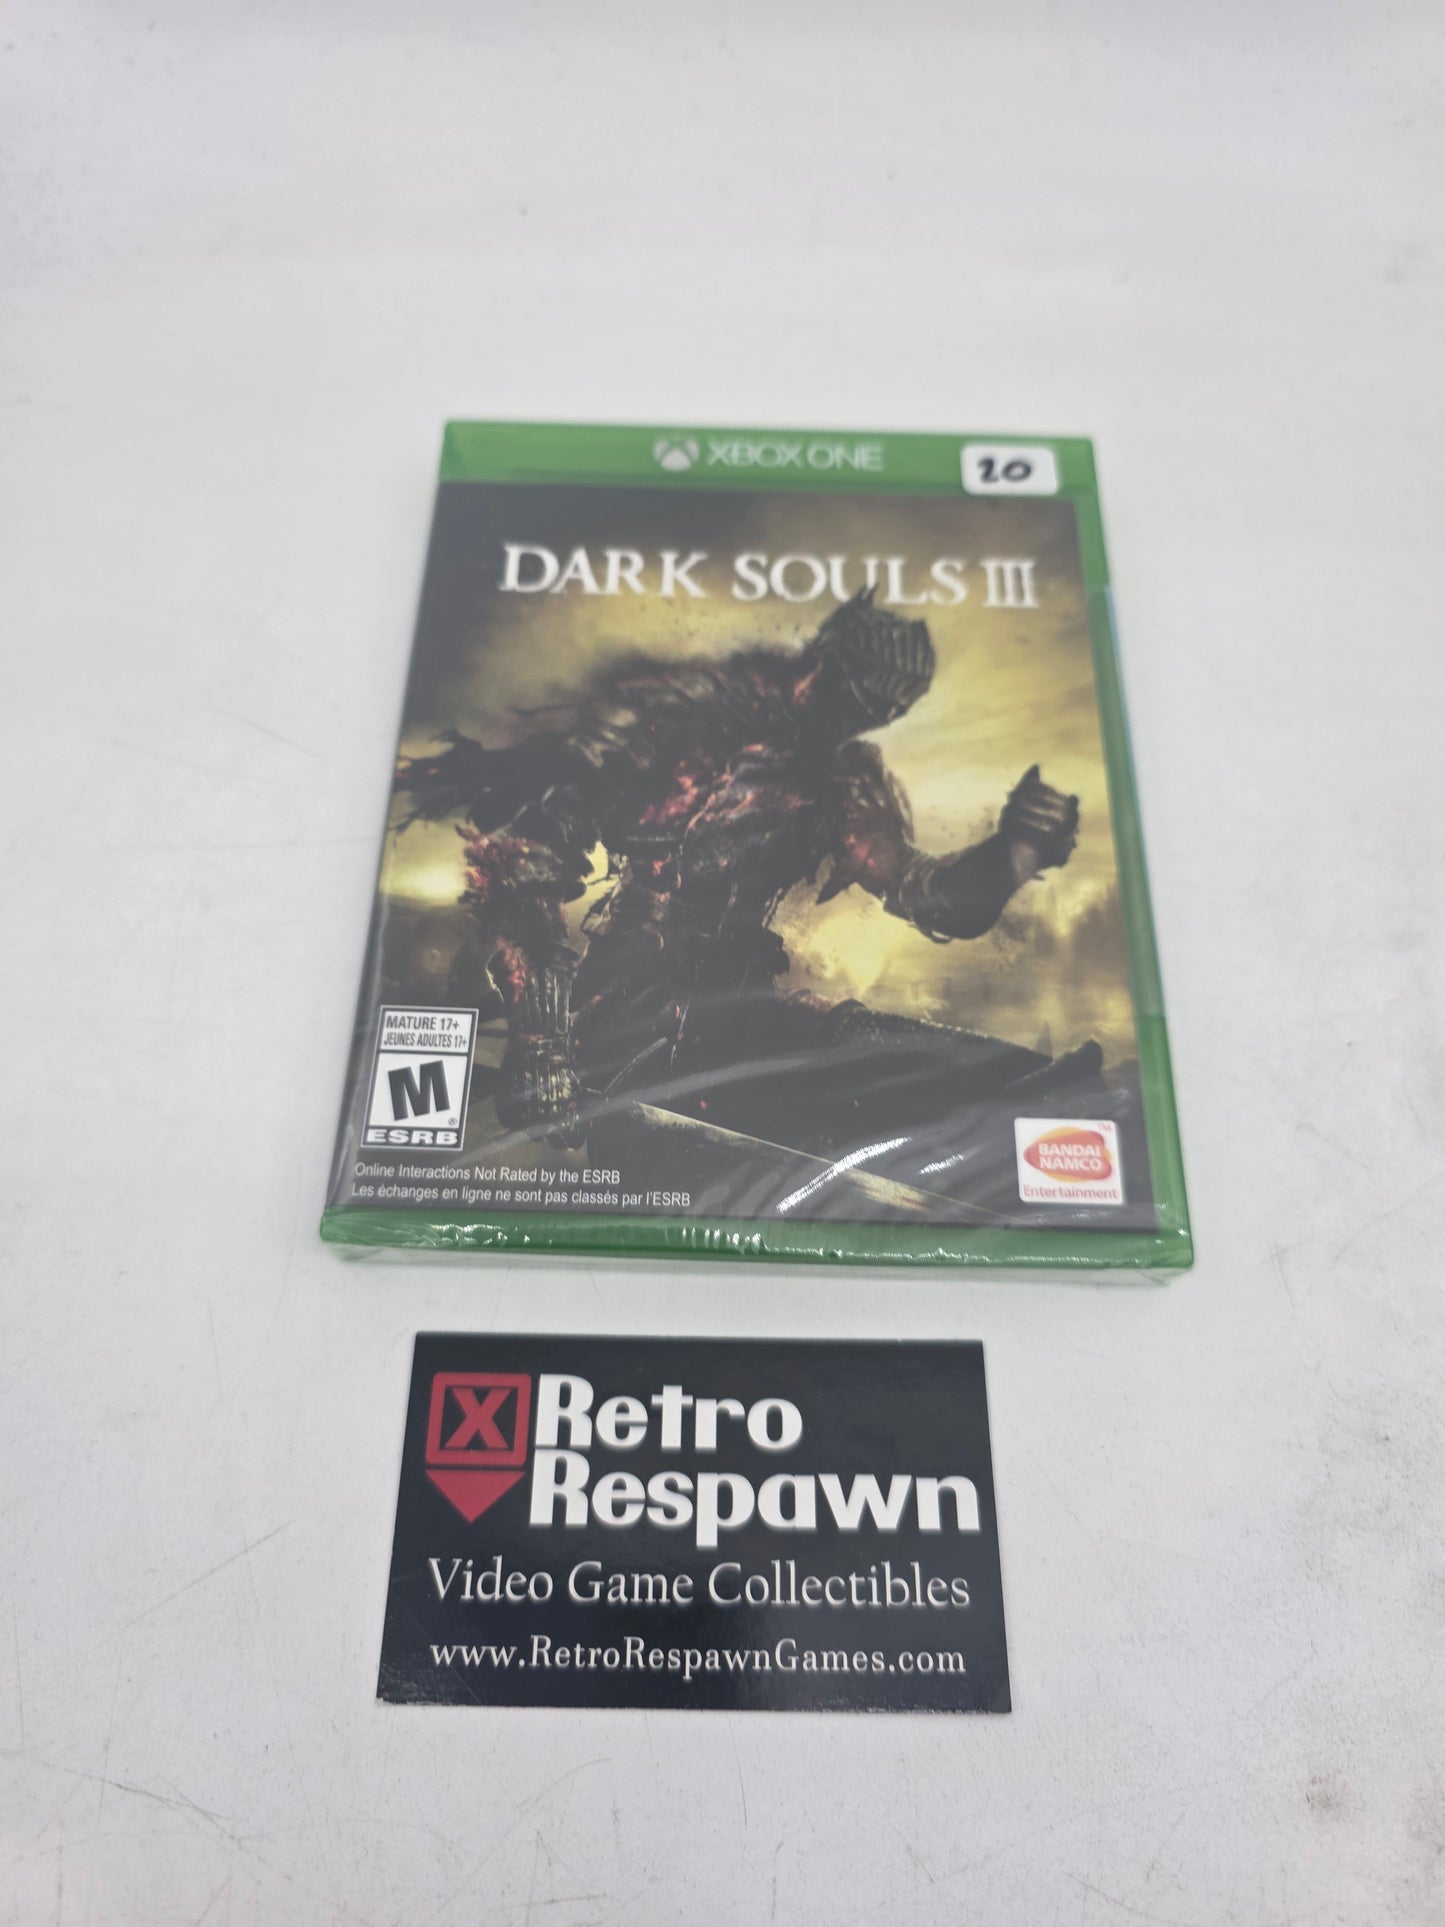 XBOX ONE
20
DARK SOULS III
MATURE 17+
JEUNES ADULTES 17+
M
®
ESRB
Online Interactions Not Rated by the ESRB
Les échanges en ligne ne sont pas classés par l'ESRB
TM
BANDAI
NAMCO
Entertainment
X Retro
Respawn
Video Game Collectibles
www.RetroRespawnGames.com